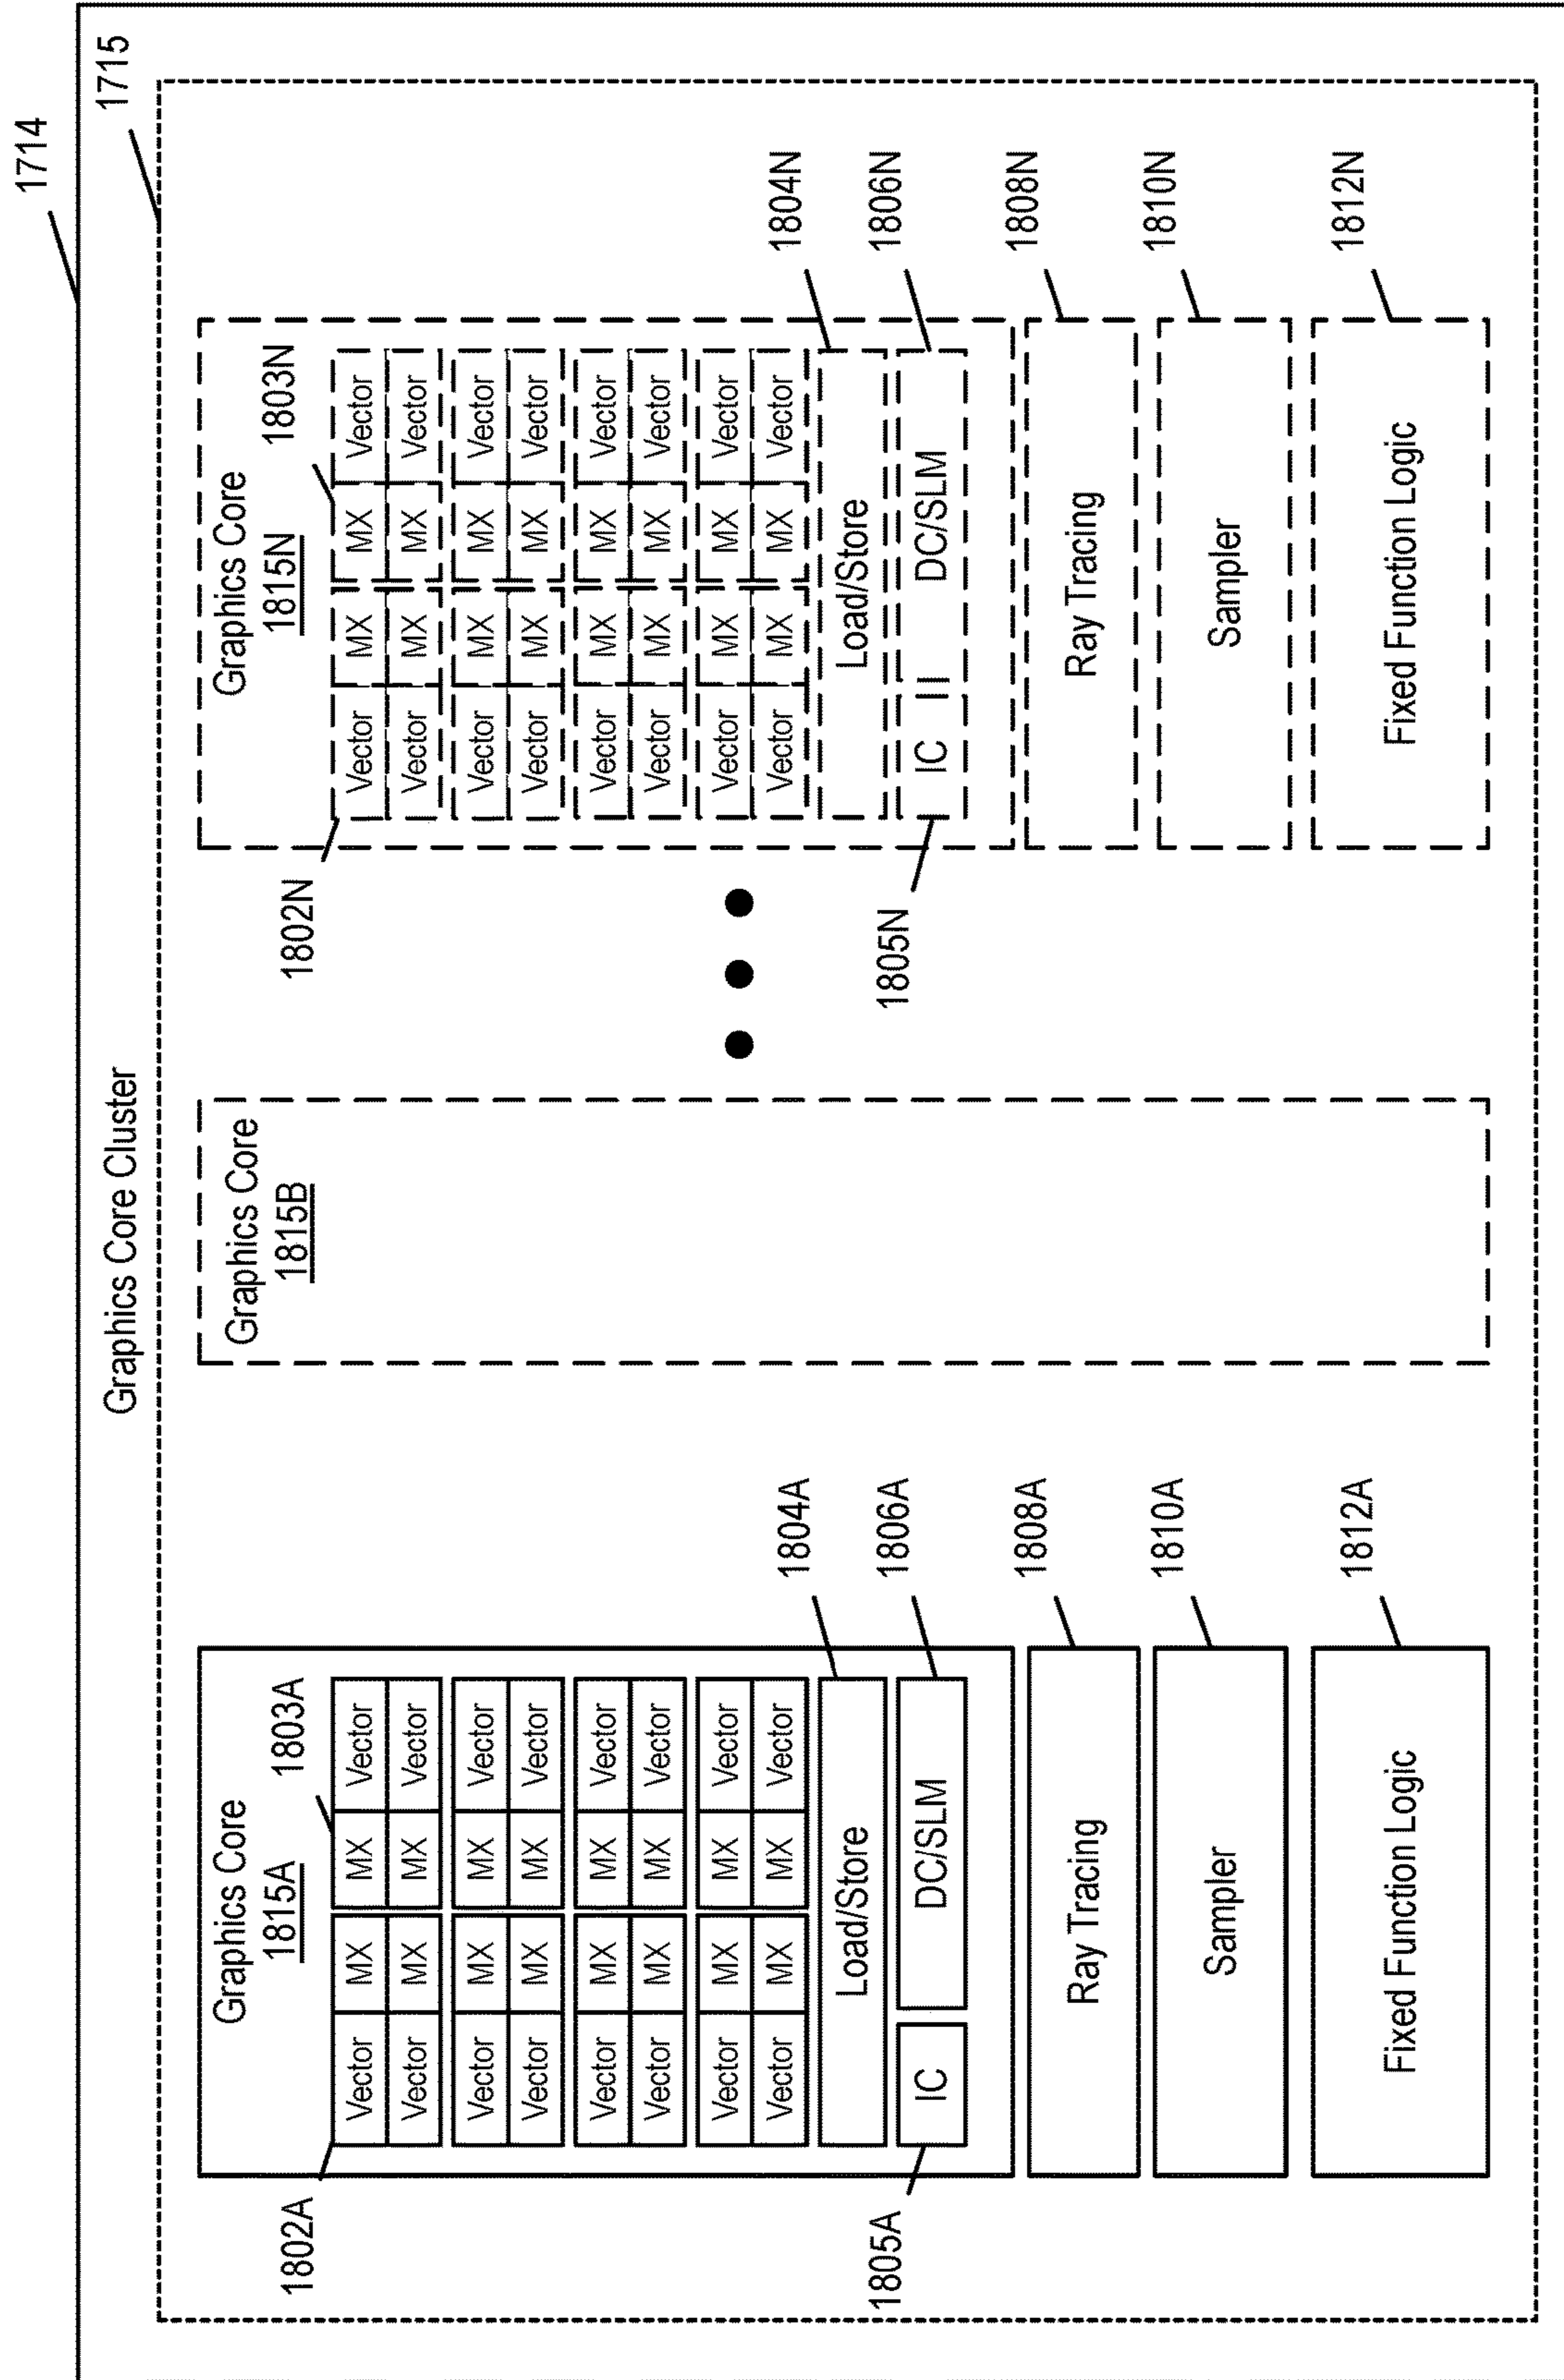 1714
Graphics Core Cluster
1715
Graphics Core
1815A
1802A
1803A
Vector MX MX Vector
Vector MX MX Vector
Vector MX MX Vector
Vector MX MX Vector
Vector MX MX Vector
Vector MX MX Vector
Vector MX MX Vector
Vector MX MX Vector
Load/Store
1804A
IC
DC/SLM
1805A
1806A
Ray Tracing
1808A
Sampler
1810A
Fixed Function Logic
1812A
Graphics Core
1815B
Graphics Core
1815N
1802N
1803N
Vector MX MX Vector
Vector MX MX Vector
Vector MX MX Vector
Vector MX MX Vector
Vector MX MX Vector
Vector MX MX Vector
Vector MX MX Vector
Vector MX MX Vector
Load/Store
1804N
IC
DC/SLM
1805N
1806N
Ray Tracing
1808N
Sampler
1810N
Fixed Function Logic
1812N